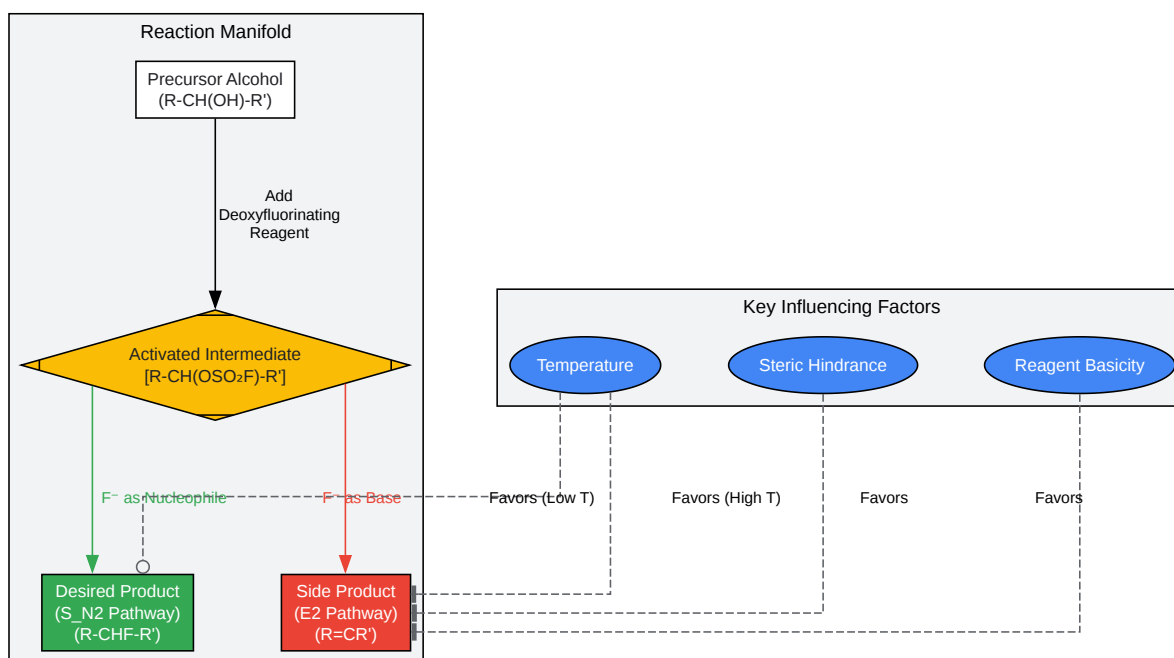 Reaction Manifold
Precursor Alcohol
(R-CH(OH)-R')
Add
Deoxyfluorinating
Reagent
Activated Intermediate
[R-CH(OSO₂F)-R']
F⁻ as Nucleophile
F⁻ as Base
Desired Product
(S_N2 Pathway)
(R-CHF-R')
Side Product
(E2 Pathway)
(R=CR')
Key Influencing Factors
Temperature
Steric Hindrance
Reagent Basicity
Favors (Low T)
Favors (High T)
Favors
Favors